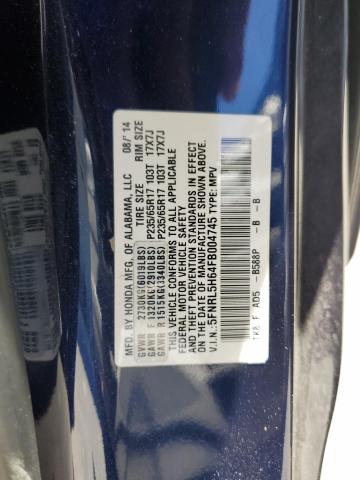 MFD. BY HONDA MFG. OF ALABAMA, LLC 08/'14
GVWR 2730KG(6019LBS) TIRE SIZE RIM SIZE
GAWR F 1320KG(2910LBS) P235/65R17 103T 17X7J
GAWR R 1515KG(3340LBS) P235/65R17 103T 17X7J
THIS VEHICLE CONFORMS TO ALL APPLICABLE
FEDERAL MOTOR VEHICLE SAFETY
AND THEFT PREVENTION STANDARDS IN EFFECT
ON THE DATE OF MANUFACTURE SHOWN ABOVE.
V.I.N.: 5FNRL5H64FB004745 TYPE: MPV
TK8 F AD5 -B588P -B -B